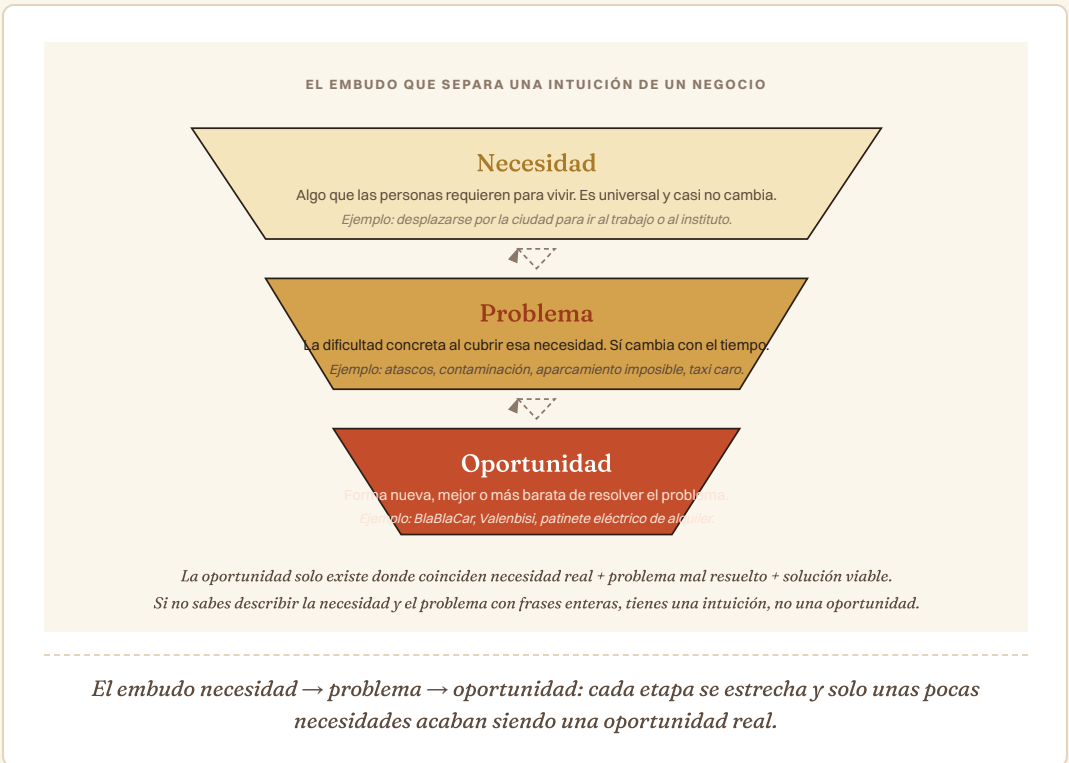 EL EMBUDO QUE SEPARA UNA INTUICIÓN DE UN NEGOCIO
Necesidad
Algo que las personas requieren para vivir. Es universal y casi no cambia.
Ejemplo: desplazarse por la ciudad para ir al trabajo o al instituto.
Problema
La dificultad concreta al cubrir esa necesidad. Sí cambia con el tiempo.
Ejemplo: atascos, contaminación, aparcamiento imposible, taxi caro.
Oportunidad
Forma nueva, mejor o más barata de resolver el problema.
Ejemplo: BlaBlaCar, Valenbisi, patinete eléctrico de alquiler.
La oportunidad solo existe donde coinciden necesidad real + problema mal resuelto + solución viable.
Si no sabes describir la necesidad y el problema con frases enteras, tienes una intuición, no una oportunidad.
El embudo necesidad → problema → oportunidad: cada etapa se estrecha y solo unas pocas
necesidades acaban siendo una oportunidad real.